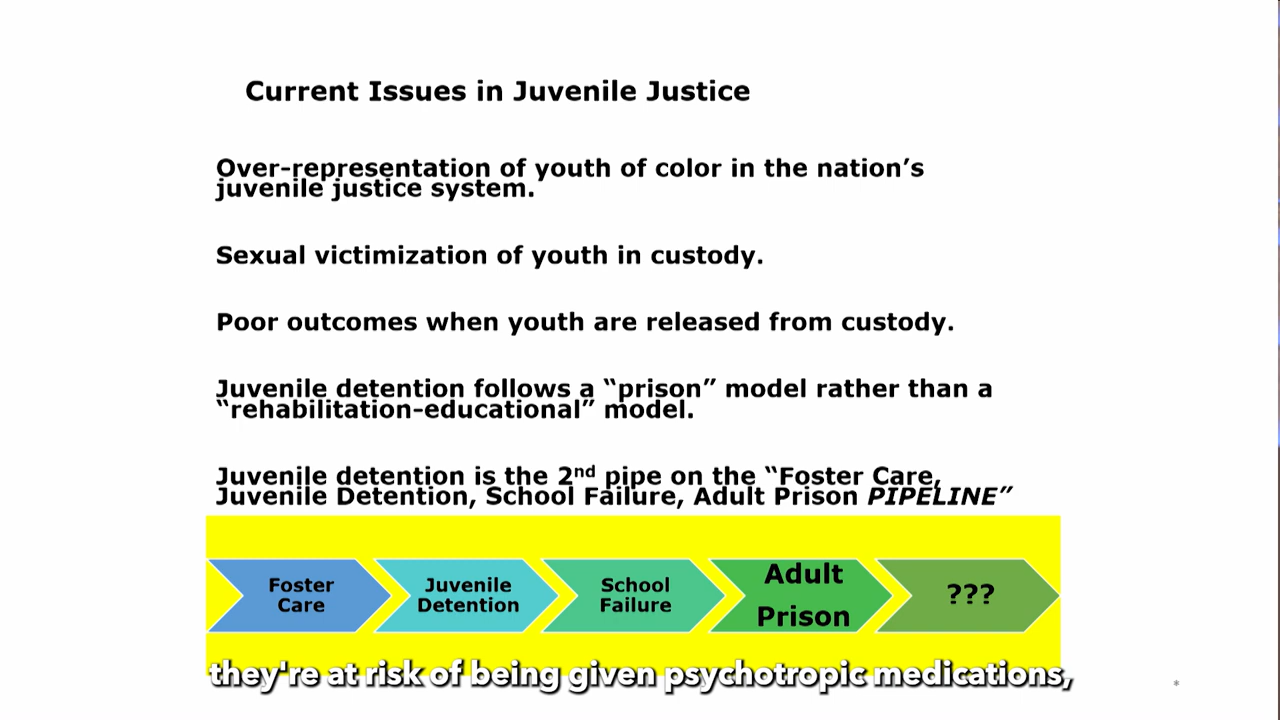 Current Issues in Juvenile Justice
Over-representation of youth of color in the nation’s
juvenile justice system.
Sexual victimization of youth in custody.
Poor outcomes when youth are released from custody.
Juvenile detention follows a “prison” model rather than a
“rehabilitation-educational” model.
Juvenile detention is the 2nd pipe on the “Foster Care,
Juvenile Detention, School Failure, Adult Prison PIPELINE”
Foster
Care
Juvenile
Detention
School
Failure
Adult
Prison
???
they're at risk of being given psychotropic medications,
*